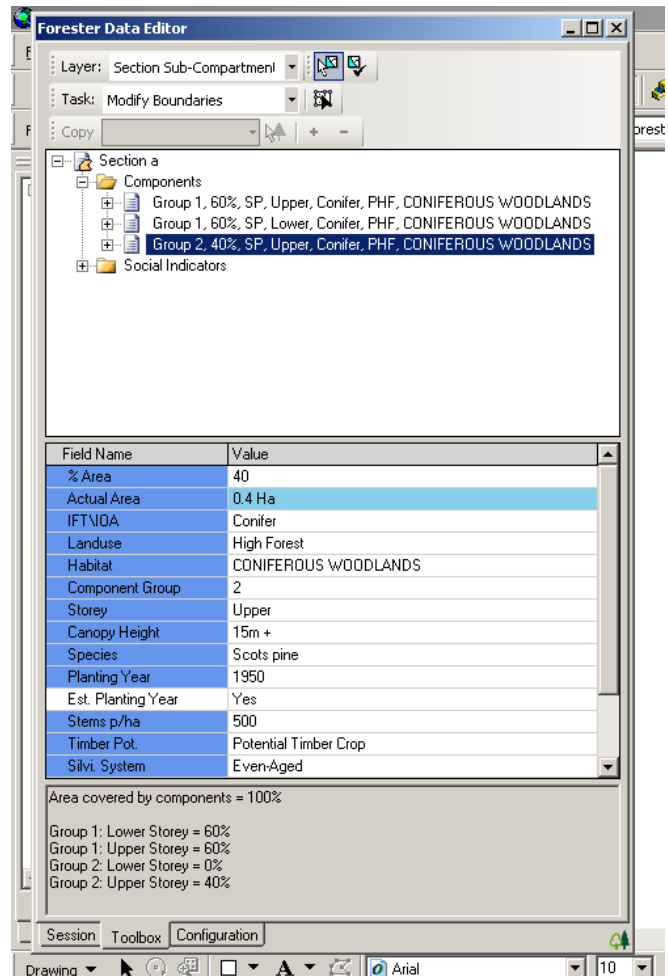 Forester Data Editor
Layer: Section Sub-Compartment
Task: Modify Boundaries
Copy
Section a
Components
Group 1, 60%, SP, Upper, Conifer, PHF, CONIFEROUS WOODLANDS
Group 1, 60%, SP, Lower, Conifer, PHF, CONIFEROUS WOODLANDS
Group 2, 40%, SP, Upper, Conifer, PHF, CONIFEROUS WOODLANDS
Social Indicators
Field Name Value
% Area 40
Actual Area 0.4 Ha
IFT\IOA Conifer
Landuse High Forest
Habitat CONIFEROUS WOODLANDS
Component Group 2
Storey Upper
Canopy Height 15m +
Species Scots pine
Planting Year 1950
Est. Planting Year Yes
Stems p/ha 500
Timber Pot. Potential Timber Crop
Silvi. System Even-Aged
Area covered by components = 100%
Group 1: Lower Storey = 60%
Group 1: Upper Storey = 60%
Group 2: Lower Storey = 0%
Group 2: Upper Storey = 40%
Session Toolbox Configuration
Drawing A Arial 10